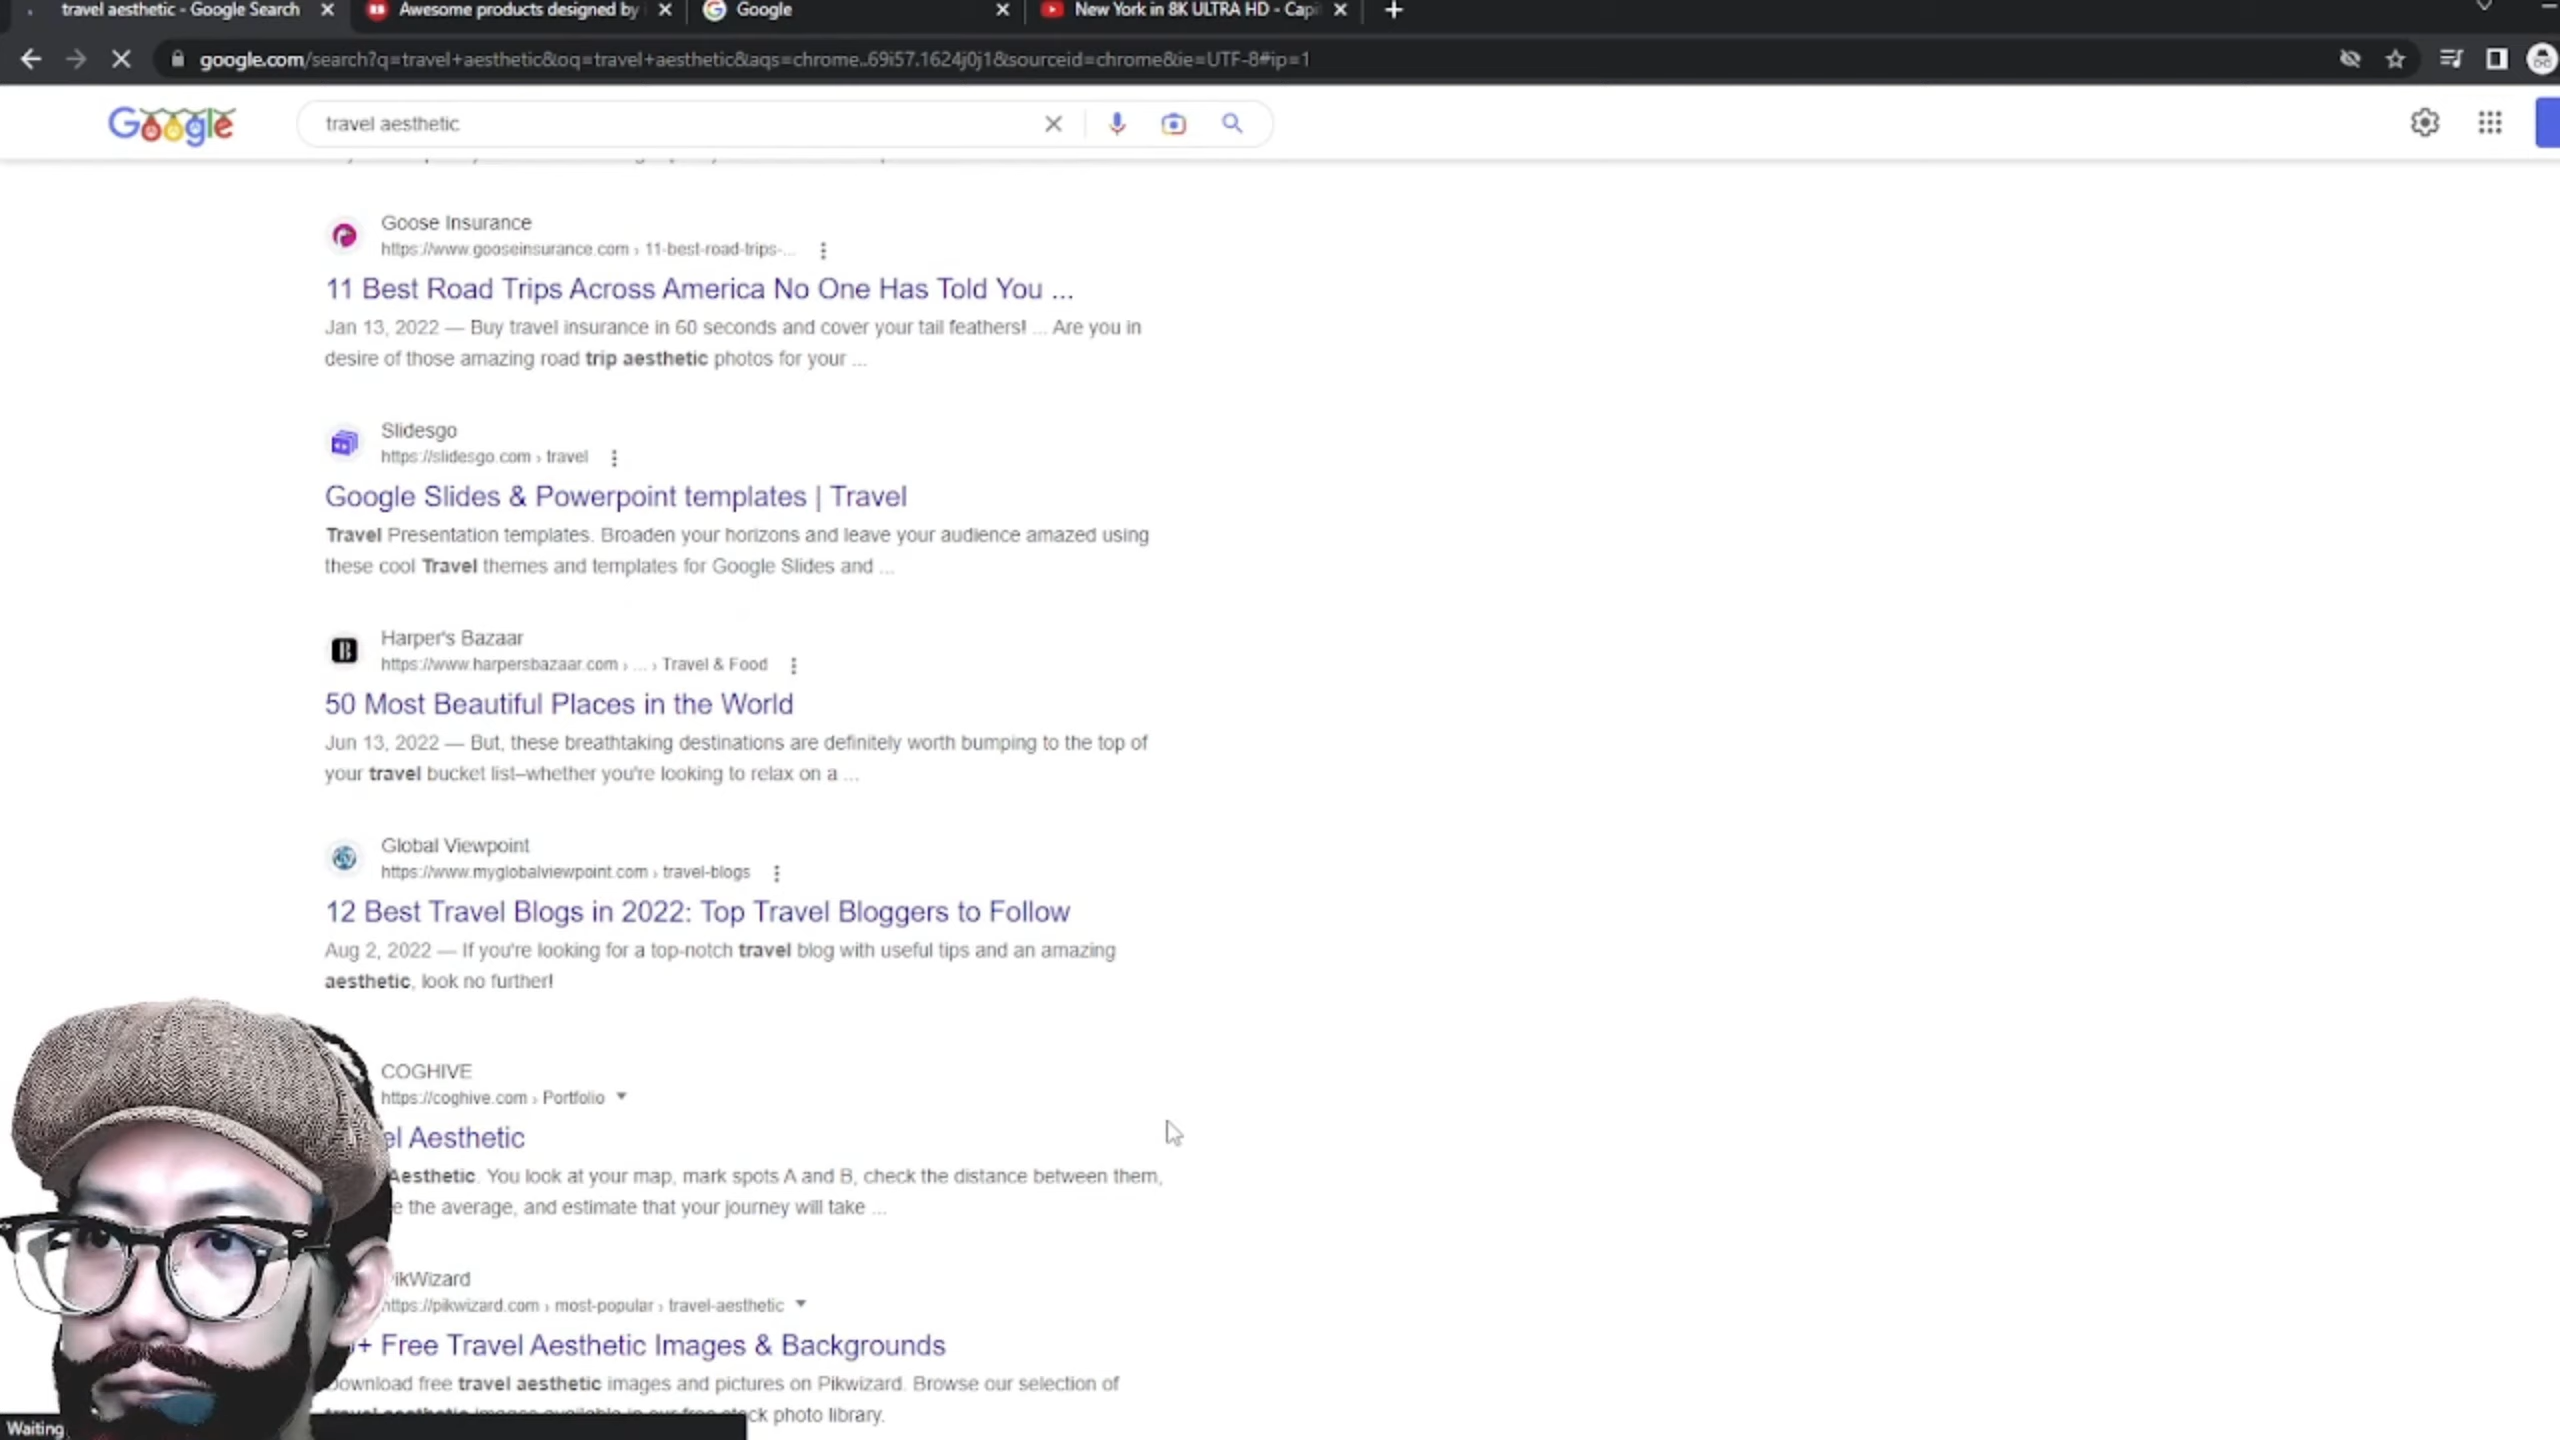 travel aesthetic - Google Search
Awesome products designed by
Google
New York in 8K ULTRA HD - Cap
google.com/search?q=travel+aesthetic&oq=travel+aesthetic&aqs=chrome..69i57.1624j0j1&sourceid=chrome&ie=UTF-8#ip=1
Google
travel aesthetic
Goose Insurance
https://www.gooseinsurance.com › 11-best-road-trips-...
11 Best Road Trips Across America No One Has Told You ...
Jan 13, 2022 — Buy travel insurance in 60 seconds and cover your tail feathers! ... Are you in
desire of those amazing road trip aesthetic photos for your ...
Slidesgo
https://slidesgo.com › travel
Google Slides & Powerpoint templates | Travel
Travel Presentation templates. Broaden your horizons and leave your audience amazed using
these cool Travel themes and templates for Google Slides and ...
Harper's Bazaar
https://www.harpersbazaar.com › ... › Travel & Food
50 Most Beautiful Places in the World
Jun 13, 2022 — But, these breathtaking destinations are definitely worth bumping to the top of
your travel bucket list–whether you're looking to relax on a ...
Global Viewpoint
https://www.myglobalviewpoint.com › travel-blogs
12 Best Travel Blogs in 2022: Top Travel Bloggers to Follow
Aug 2, 2022 — If you're looking for a top-notch travel blog with useful tips and an amazing
aesthetic, look no further!
COGHIVE
https://coghive.com › Portfolio
el Aesthetic
Aesthetic. You look at your map, mark spots A and B, check the distance between them,
e the average, and estimate that your journey will take ...
ikWizard
https://pikwizard.com › most-popular › travel-aesthetic
+ Free Travel Aesthetic Images & Backgrounds
Download free travel aesthetic images and pictures on Pikwizard. Browse our selection of
ck photo library.
Waiting